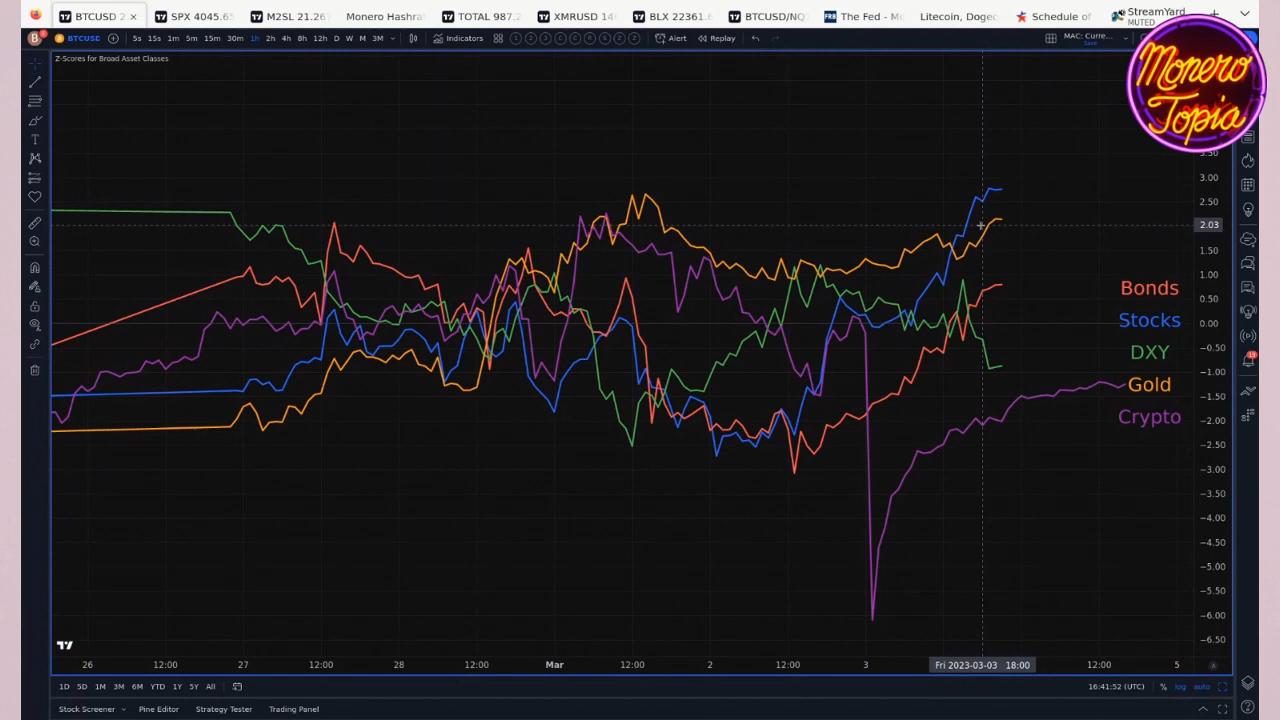 BTCUSD 2
SPX 4045.6
M2SL 21.26
Monero Hashra
TOTAL 987.2
XMRUSD 14
BLX 22361.6
BTCUSD/NQ
The Fed - M
Litecoin, Dogec
Schedule of
StreamYard
MUTED
BTCUSD
5s 15s 1m 5m 15m 30m 1h 2h 4h 8h 12h D W M 3M
Indicators
Alert
Replay
MAC: Curre...
Save
Monero
Topia
Z-Scores for Broad Asset Classes
3.50
3.00
2.50
2.03
1.50
1.00
0.50
0.00
−0.50
−1.00
−1.50
−2.00
−2.50
−3.00
−3.50
−4.00
−4.50
−5.00
−5.50
−6.00
−6.50
Bonds
Stocks
DXY
Gold
Crypto
13
26 12:00 27 12:00 28 12:00 Mar 12:00 2 12:00 3 Fri 2023-03-03 18:00 12:00 5
1D 5D 1M 3M 6M YTD 1Y 5Y All
16:41:52 (UTC) % log auto
Stock Screener Pine Editor Strategy Tester Trading Panel